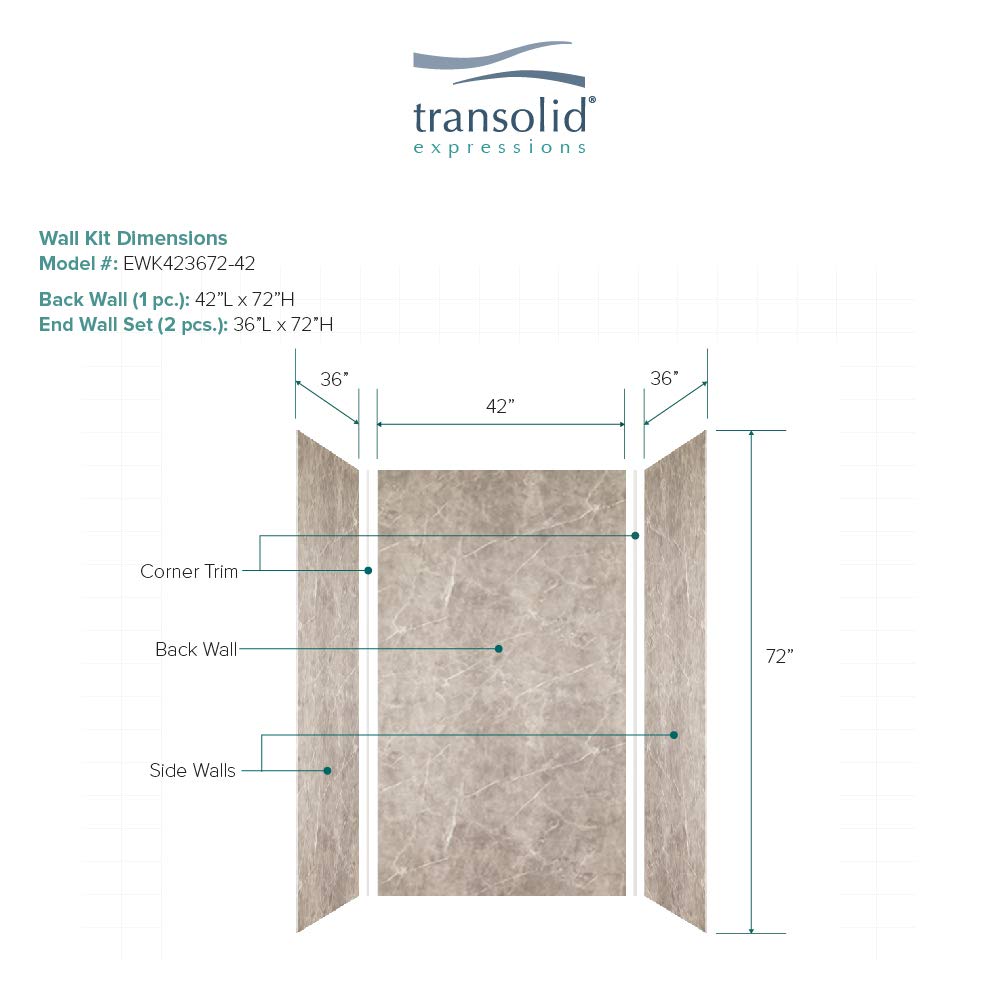 transolid®
expressions
Wall Kit Dimensions
Model #: EWK423672-42
Back Wall (1 pc.): 42”L x 72”H
End Wall Set (2 pcs.): 36”L x 72”H
36”
36”
42”
Corner Trim
Back Wall
72”
Side Walls